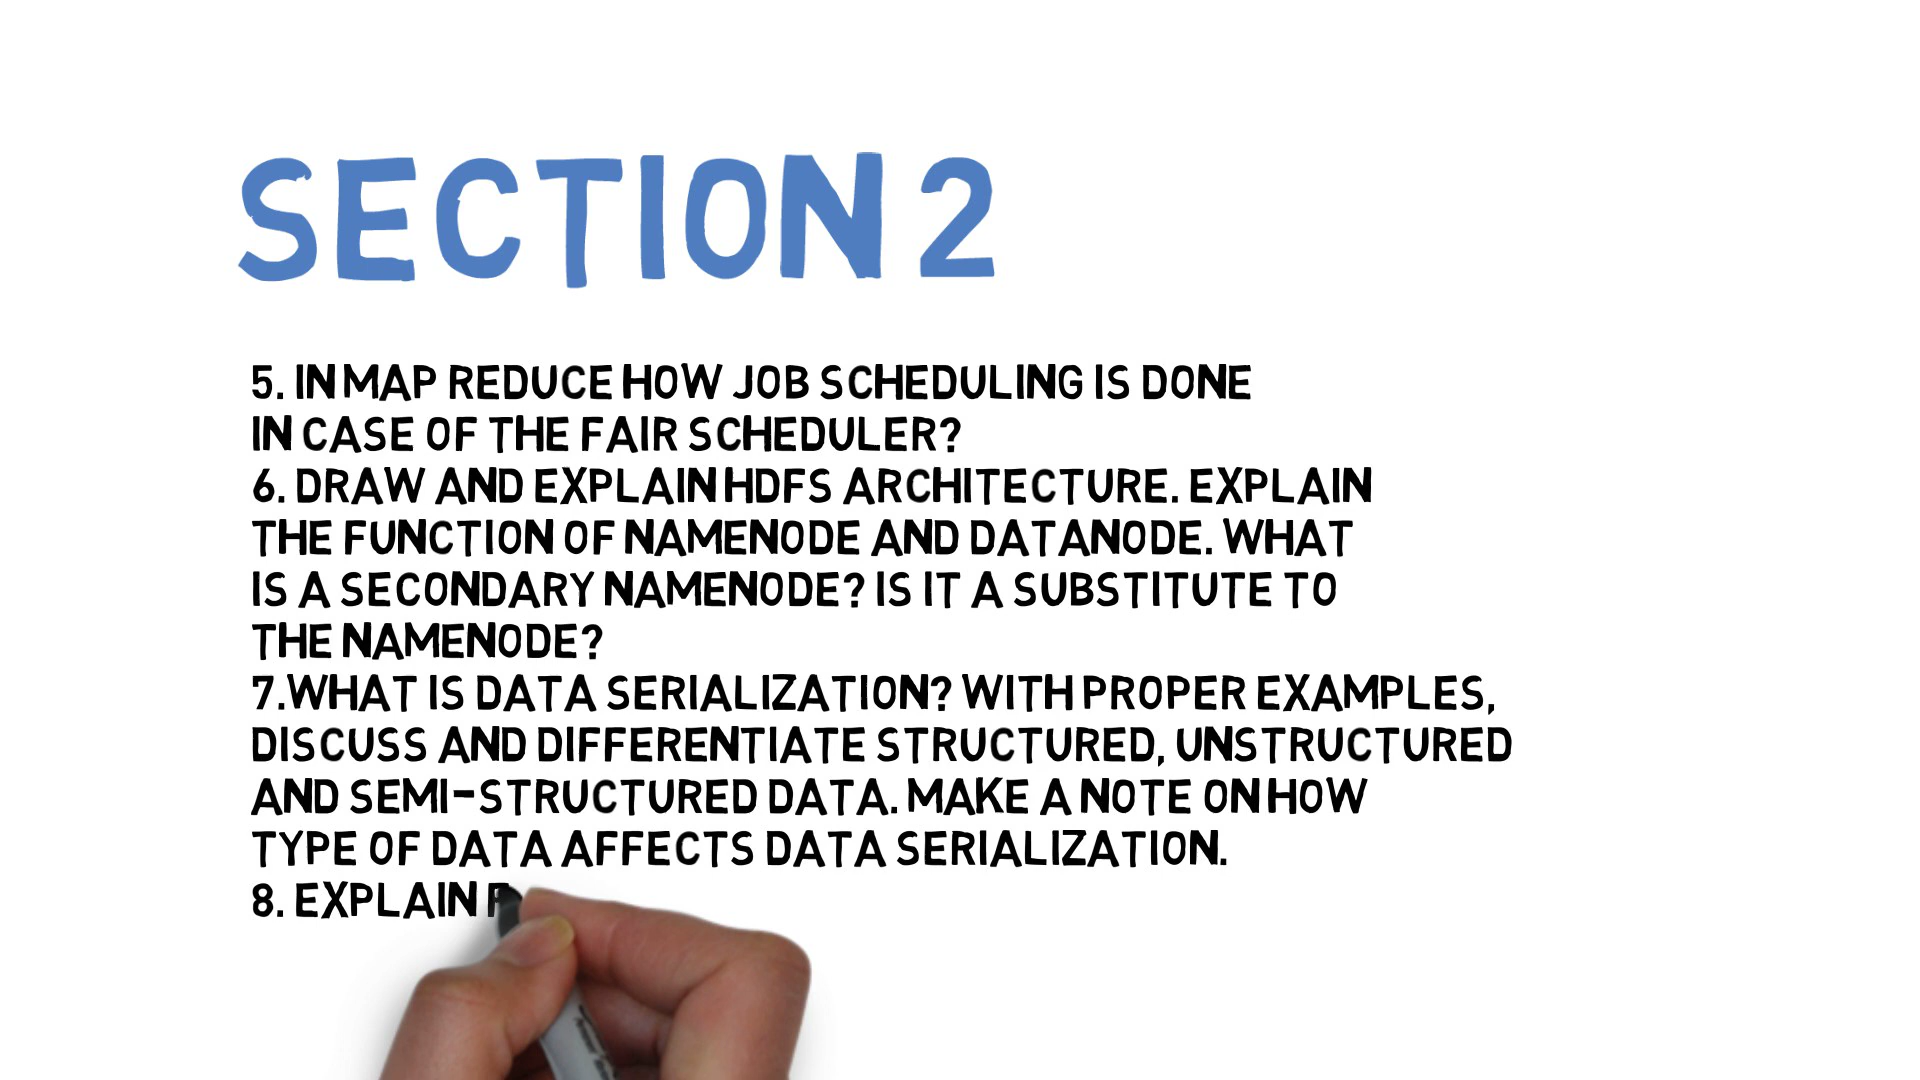 SECTION 2
5. IN MAP REDUCE HOW JOB SCHEDULING IS DONE
IN CASE OF THE FAIR SCHEDULER?
6. DRAW AND EXPLAIN HDFS ARCHITECTURE. EXPLAIN
THE FUNCTION OF NAMENODE AND DATANODE. WHAT
IS A SECONDARY NAMENODE? IS IT A SUBSTITUTE TO
THE NAMENODE?
7.WHAT IS DATA SERIALIZATION? WITH PROPER EXAMPLES,
DISCUSS AND DIFFERENTIATE STRUCTURED, UNSTRUCTURED
AND SEMI-STRUCTURED DATA. MAKE A NOTE ON HOW
TYPE OF DATA AFFECTS DATA SERIALIZATION.
8. EXPLAIN